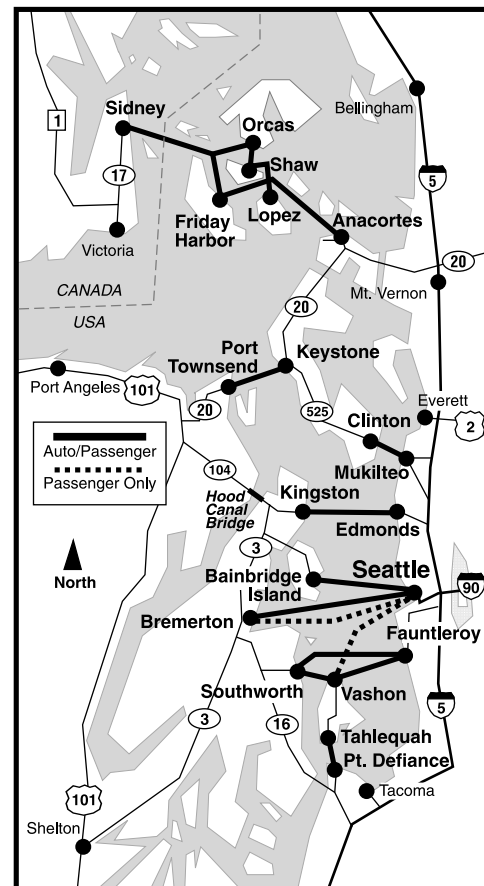 Sidney
Orcas
Bellingham
1
Shaw
17
5
Friday
Harbor
Lopez
Anacortes
Victoria
20
CANADA
USA
Mt. Vernon
20
Port
Townsend
Keystone
Port Angeles
101
20
525
Everett
2
Clinton
Mukilteo
Auto/Passenger
Passenger Only
104
Hood
Canal
Bridge
Kingston
Edmonds
North
3
Bainbridge
Island
Seattle
90
Bremerton
Fauntleroy
Southworth
Vashon
5
3
16
Tahlequah
Pt. Defiance
101
Tacoma
Shelton